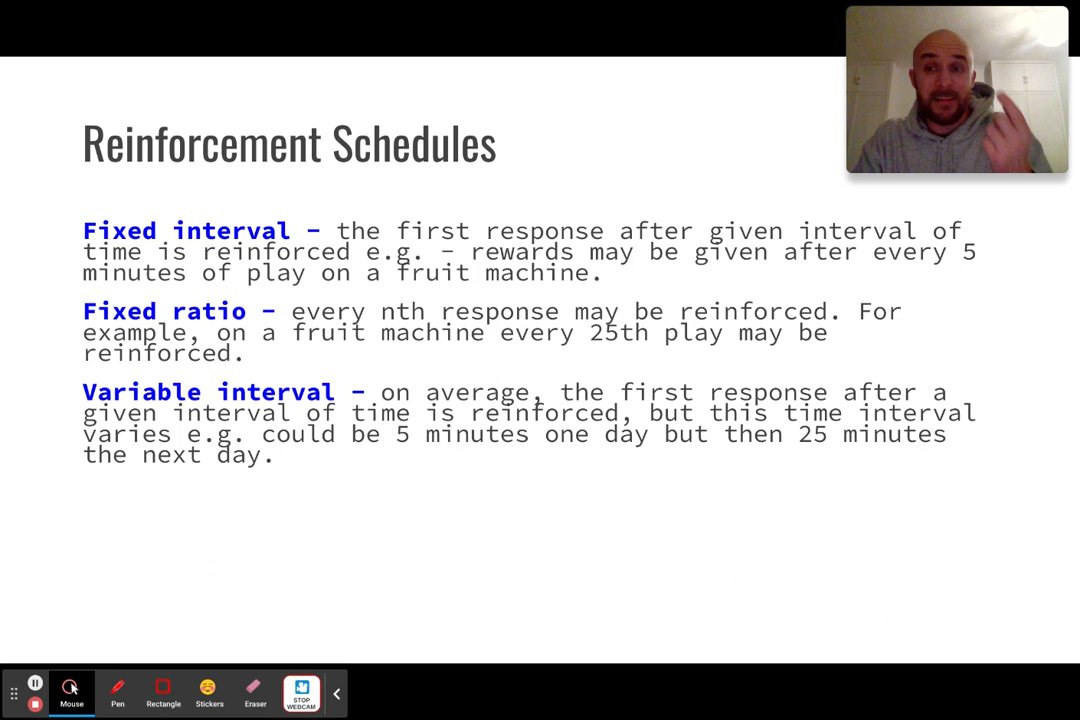 Reinforcement Schedules
Fixed interval – the first response after given interval of
time is reinforced e.g. – rewards may be given after every 5
minutes of play on a fruit machine.
Fixed ratio – every nth response may be reinforced. For
example, on a fruit machine every 25th play may be
reinforced.
Variable interval – on average, the first response after a
given interval of time is reinforced, but this time interval
varies e.g. could be 5 minutes one day but then 25 minutes
the next day.
Mouse
Pen
Rectangle
Stickers
Eraser
STOP
WEBCAM